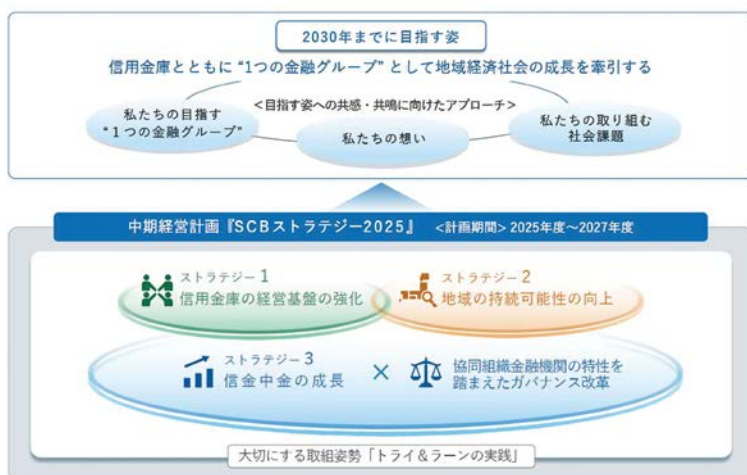 2030年までに目指す姿
信用金庫とともに“1つの金融グループ”として地域経済社会の成長を牽引する
<目指す姿への共感・共鳴に向けたアプローチ>
私たちの目指す
“1つの金融グループ”
私たちの想い
私たちの取り組む
社会課題
中期経営計画『SCBストラテジー2025』 <計画期間> 2025年度～2027年度
ストラテジー1
信用金庫の経営基盤の強化
ストラテジー2
地域の持続可能性の向上
ストラテジー3
信金中金の成長
×
協同組織金融機関の特性を
踏まえたガバナンス改革
大切にする取組姿勢「トライ＆ラーンの実践」